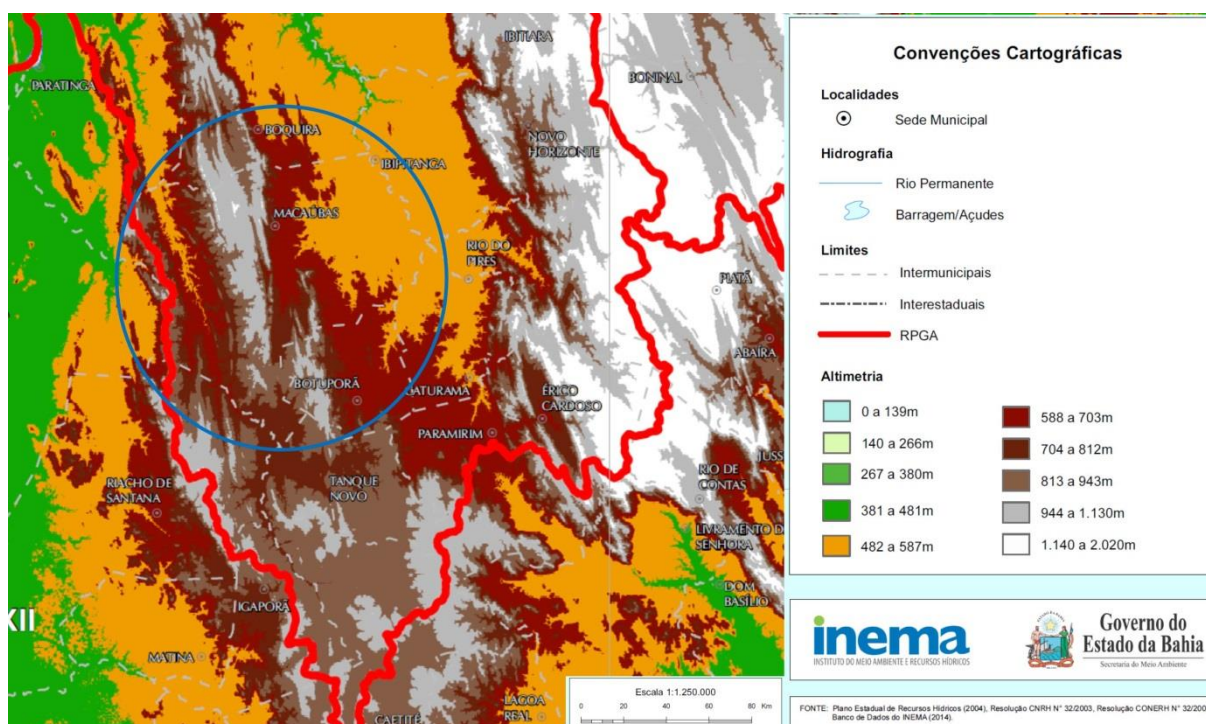 PARATINGA
IBITIARA
BONINAL
BOQUIRA
NOVO
HORIZONTE
IBIPITANGA
MACAÚBAS
RIO DO
PIRES
PIATÃ
ABAÍRA
BOTUPORÃ
CATURAMA
ÉRICO
CARDOSO
PARAMIRIM
TANQUE
NOVO
RIACHO DE
SANTANA
RIO DE
CONTAS
JUSS
LIVRAMENTO D
SENHORA
DOM
BASÍLIO
IGAPORÃ
XII
MATINA
CAETITÉ
LAGOA
REAL
Escala 1:1.250.000
0 20 40 60 80 Km
Convenções Cartográficas
Localidades
Sede Municipal
Hidrografia
Rio Permanente
Barragem/Açudes
Limites
Intermunicipais
Interestaduais
RPGA
Altimetria
0 a 139m
140 a 266m
267 a 380m
381 a 481m
482 a 587m
588 a 703m
704 a 812m
813 a 943m
944 a 1.130m
1.140 a 2.020m
inema
INSTITUTO DO MEIO AMBIENTE E RECURSOS HÍDRICOS
Governo do
Estado da Bahia
Secretaria do Meio Ambiente
FONTE: Plano Estadual de Recursos Hídricos (2004), Resolução CNRH N° 32/2003, Resolução CONERH N° 32/200
Banco de Dados do INEMA (2014).